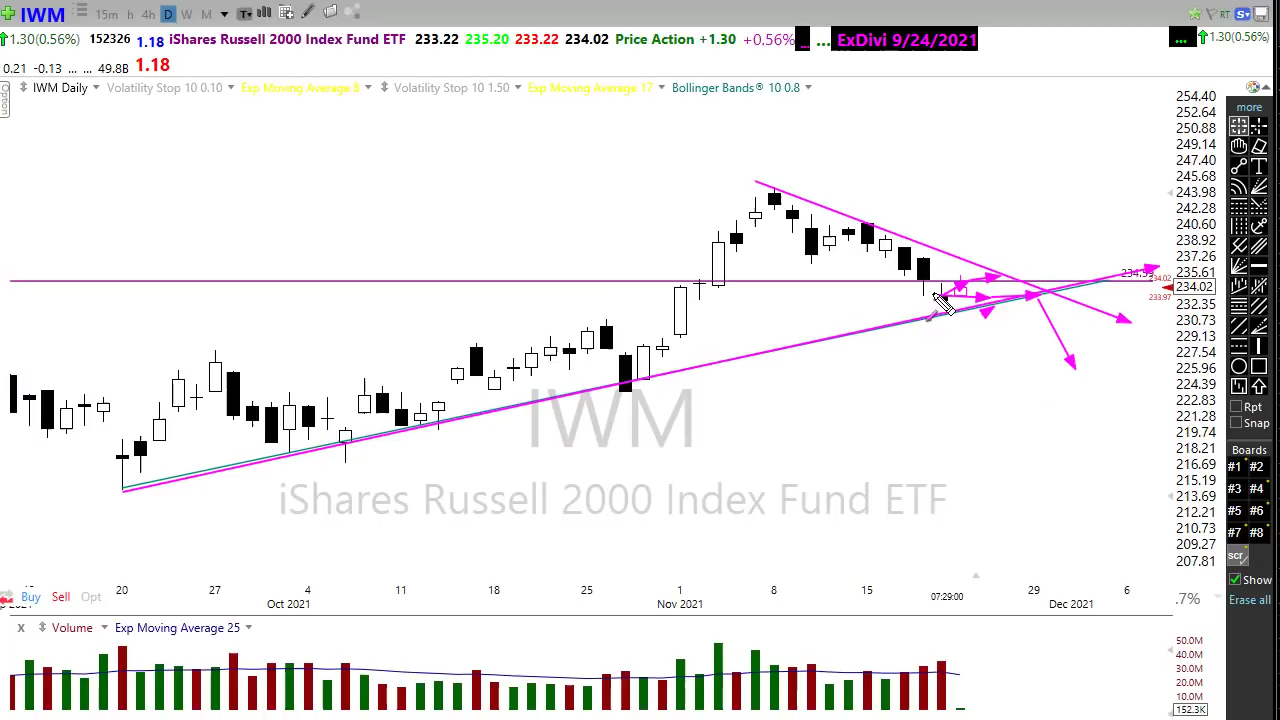 IWM 15m h 4h D W M T RT S
1.30(0.56%) 152326 1.18 iShares Russell 2000 Index Fund ETF 233.22 235.20 233.22 234.02 Price Action +1.30 +0.56% ... ... ExDivi 9/24/2021 ... 1.30(0.56%)
0.21 -0.13 ... ... 49.8B 1.18
Option
IWM Daily Volatility Stop 10 0.10 Exp Moving Average 8 Volatility Stop 10 1.50 Exp Moving Average 17 Bollinger Bands® 10 0.8
254.40
252.64
250.88
249.14
247.40
245.68
243.98
242.28
240.60
238.92
237.26
235.61
234.02
232.35
230.73
229.13
227.54
225.96
224.39
222.83
221.28
219.74
218.21
216.69
215.19
213.69
212.21
210.73
209.27
207.81
234.02
233.97
more
Rpt
Snap
Boards
#1 #2
#3 #4
#5 #6
#7 #8
scr
Show
Erase all
IWM
iShares Russell 2000 Index Fund ETF
20 27 4 11 18 25 1 8 15 07:29:00 29 6
Oct 2021 Nov 2021 Dec 2021
Buy Sell Opt .7%
X Volume Exp Moving Average 25
50.0M
40.0M
30.0M
20.0M
10.0M
152.3K